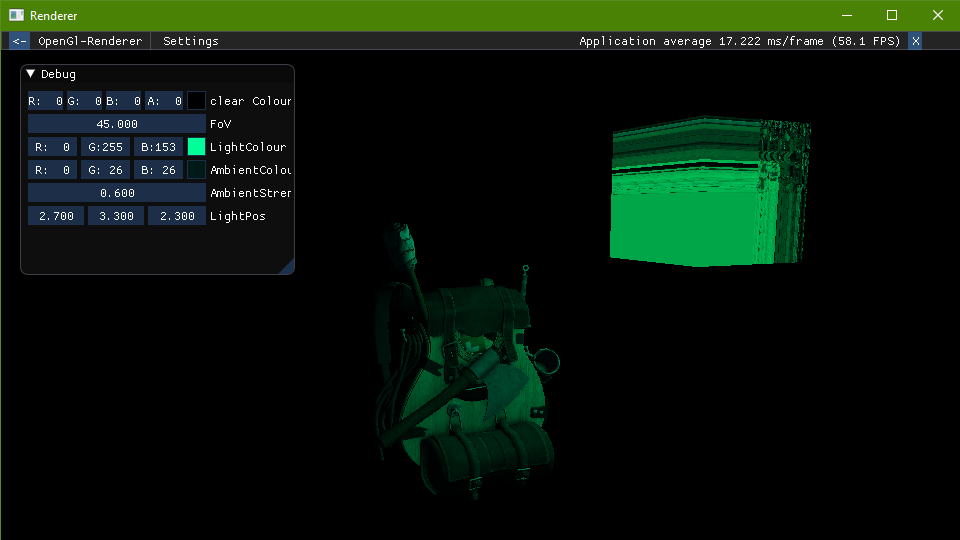 Renderer
<- OpenGl-Renderer Settings Application average 17.222 ms/frame (58.1 FPS) X
Debug
R: 0 G: 0 B: 0 A: 0 clear Colour
45.000 FoV
R: 0 G:255 B:153 LightColour
R: 0 G: 26 B: 26 AmbientColou
0.600 AmbientStren
2.700 3.300 2.300 LightPos